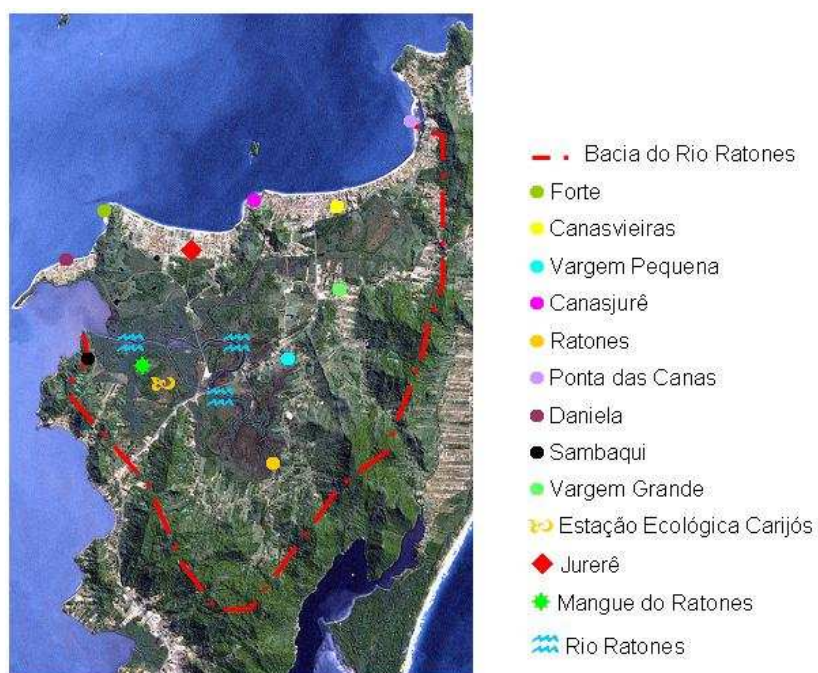 Bacia do Rio Ratones
Forte
Canasvieiras
Vargem Pequena
Canasjurê
Ratones
Ponta das Canas
Daniela
Sambaqui
Vargem Grande
Estação Ecológica Carijós
Jurerê
Mangue do Ratones
Rio Ratones